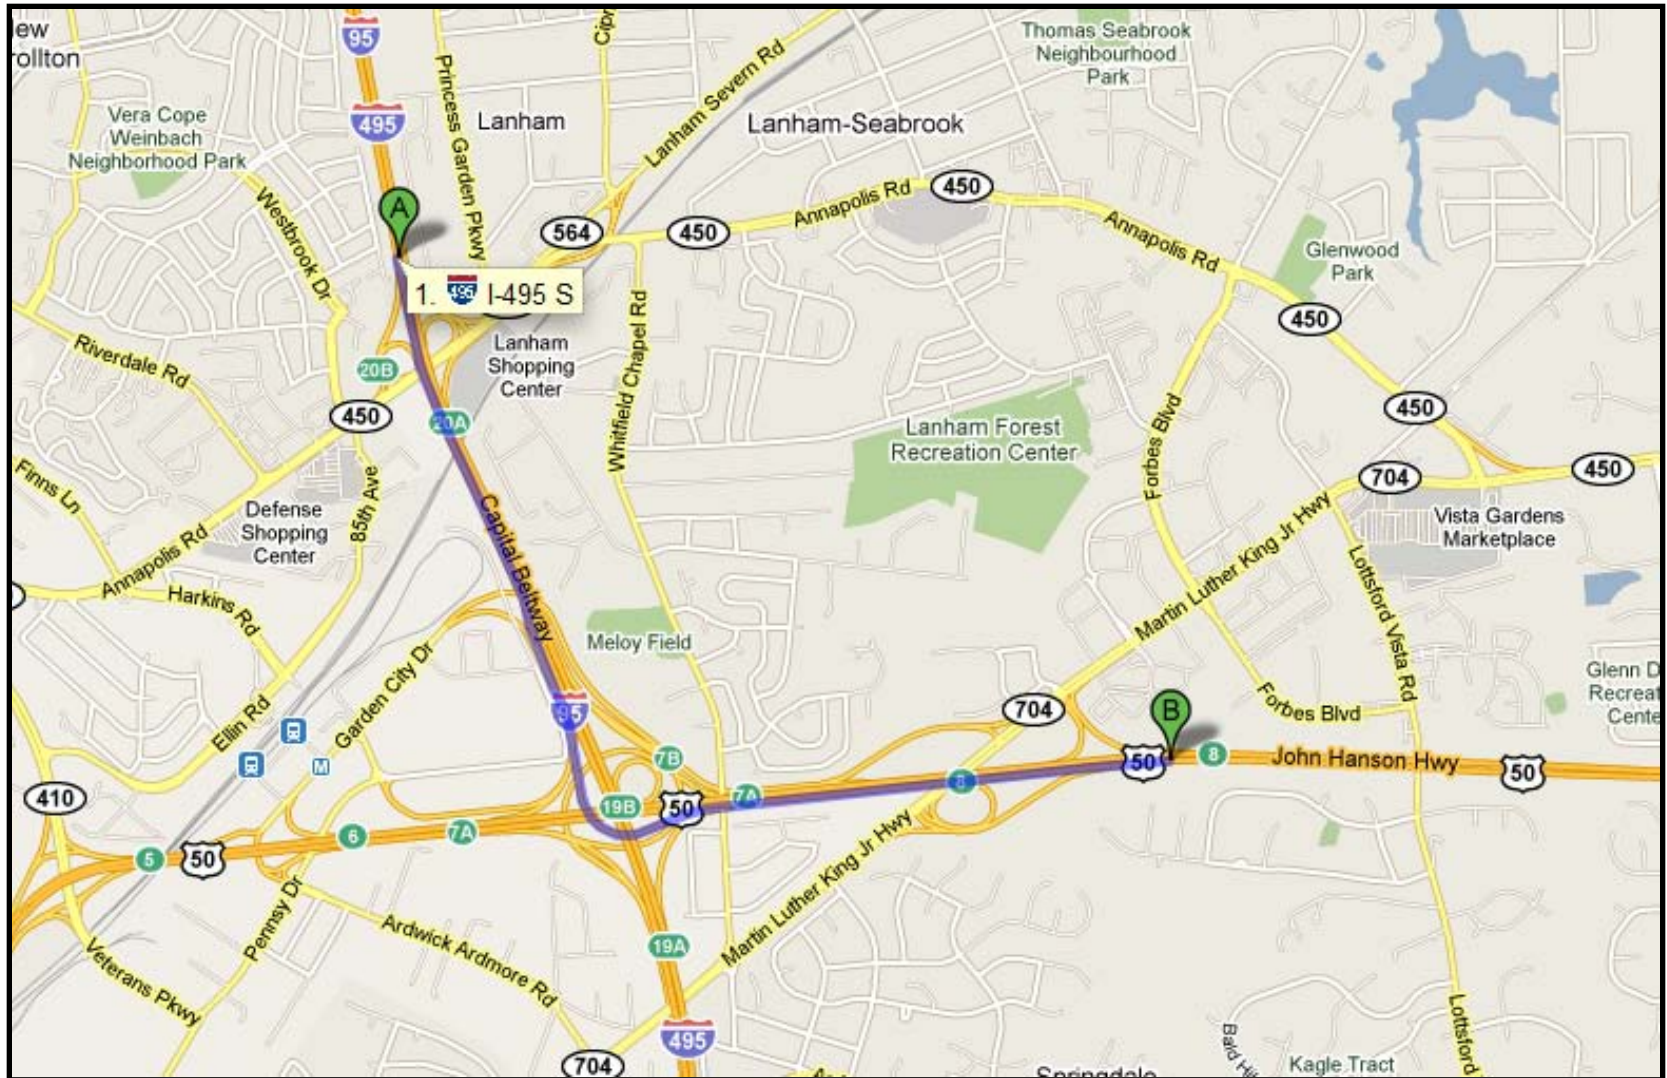 95
Cipr
Thomas Seabrook
Neighbourhood
Park
ew
rollton
Princess Garden Pkwy
Lanham Severn Rd
Vera Cope
Weinbach
Neighborhood Park
495
Lanham
Lanham-Seabrook
Westbrook Dr
A
564
450
Annapolis Rd
450
Annapolis Rd
Glenwood
Park
1. 495 I-495 S
450
Riverdale Rd
20B
Lanham
Shopping
Center
Whitfield Chapel Rd
450
20A
450
Lanham Forest
Recreation Center
Forbes Blvd
704
450
Finns Ln
Defense
Shopping
Center
85th Ave
Capital Beltway
Vista Gardens
Marketplace
Annapolis Rd
Harkins Rd
Martin Luther King Jr Hwy
Lottsford Vista Rd
Meloy Field
Garden City Dr
Glenn D
Recreat
Cente
Ellin Rd
95
704
B
Forbes Blvd
M
7B
50
8
John Hanson Hwy
50
410
19B
50
7A
8
5
50
6
7A
Martin Luther King Jr Hwy
Pennsy Dr
Ardwick Ardmore Rd
19A
Veterans Pkwy
495
704
Lottsford
Bald Hi
Kagle Tract
Springdale